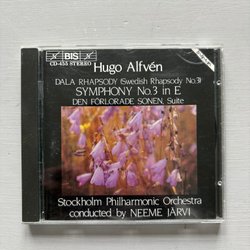 BIS
CD-455 STEREO
Hugo Alfvén
DALA RHAPSODY (Swedish Rhapsody No.3)
SYMPHONY No.3 in E
DEN FÖRLORADE SONEN, Suite
Stockholm Philharmonic Orchestra
conducted by NEEME JÄRVI